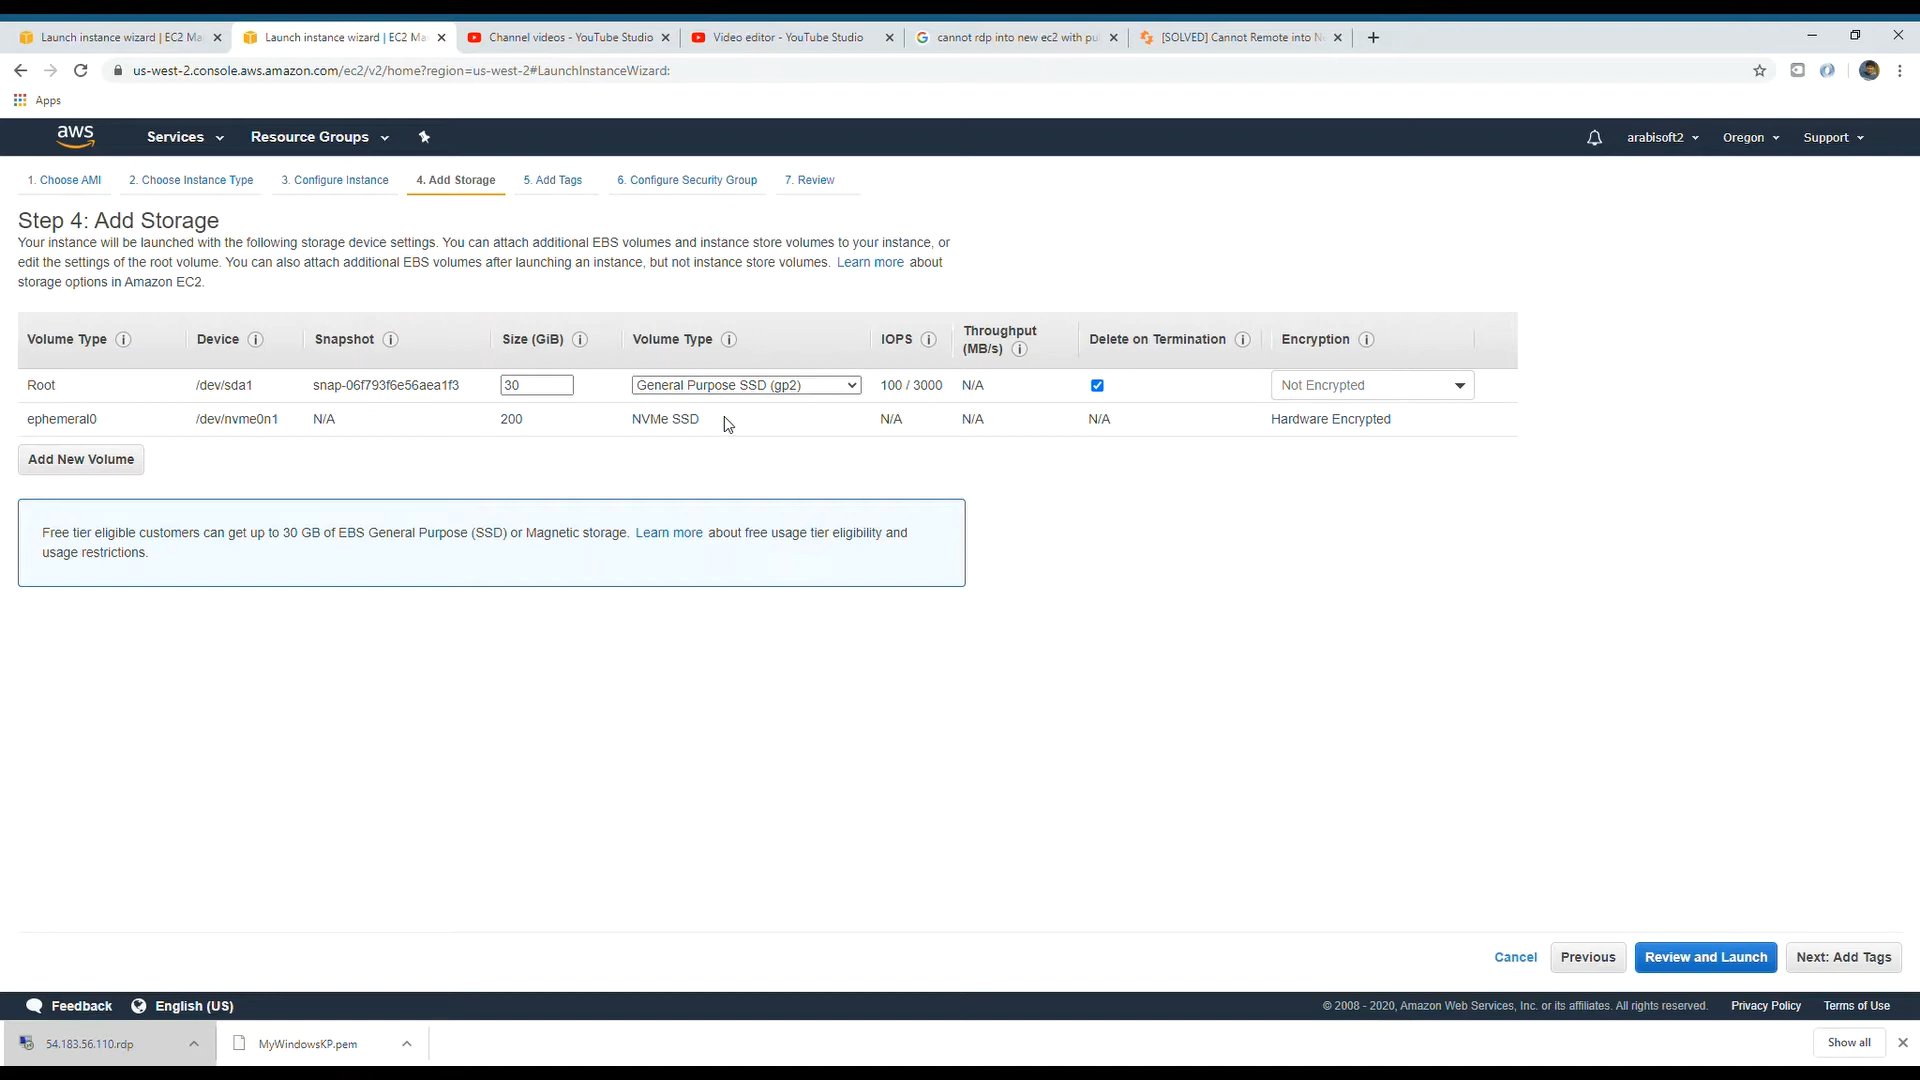 Launch instance wizard | EC2 Ma
Launch instance wizard | EC2 Ma
Channel videos - YouTube Studio
Video editor - YouTube Studio
cannot rdp into new ec2 with pu
[SOLVED] Cannot Remote into N
us-west-2.console.aws.amazon.com/ec2/v2/home?region=us-west-2#LaunchInstanceWizard:
Apps
aws
Services
Resource Groups
arabisoft2
Oregon
Support
1. Choose AMI
2. Choose Instance Type
3. Configure Instance
4. Add Storage
5. Add Tags
6. Configure Security Group
7. Review
Step 4: Add Storage
Your instance will be launched with the following storage device settings. You can attach additional EBS volumes and instance store volumes to your instance, or
edit the settings of the root volume. You can also attach additional EBS volumes after launching an instance, but not instance store volumes. Learn more about
storage options in Amazon EC2.
Volume Type
Device
Snapshot
Size (GiB)
Volume Type
IOPS
Throughput
(MB/s)
Delete on Termination
Encryption
Root
/dev/sda1
snap-06f793f6e56aea1f3
30
General Purpose SSD (gp2)
100 / 3000
N/A
Not Encrypted
ephemeral0
/dev/nvme0n1
N/A
200
NVMe SSD
N/A
N/A
N/A
Hardware Encrypted
Add New Volume
Free tier eligible customers can get up to 30 GB of EBS General Purpose (SSD) or Magnetic storage. Learn more about free usage tier eligibility and
usage restrictions.
Cancel
Previous
Review and Launch
Next: Add Tags
Feedback
English (US)
© 2008 - 2020, Amazon Web Services, Inc. or its affiliates. All rights reserved.
Privacy Policy
Terms of Use
54.183.56.110.rdp
MyWindowsKP.pem
Show all